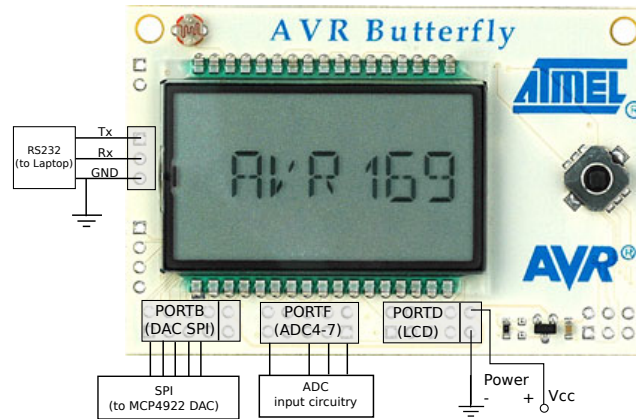 AVR Butterfly
ATMEL
®
RS232
(to Laptop)
Tx
Rx
GND
AVR 169
AVR®
PORTB
(DAC SPI)
PORTF
(ADC4-7)
PORTD
(LCD)
SPI
(to MCP4922 DAC)
ADC
input circuitry
Power
- +
Vcc